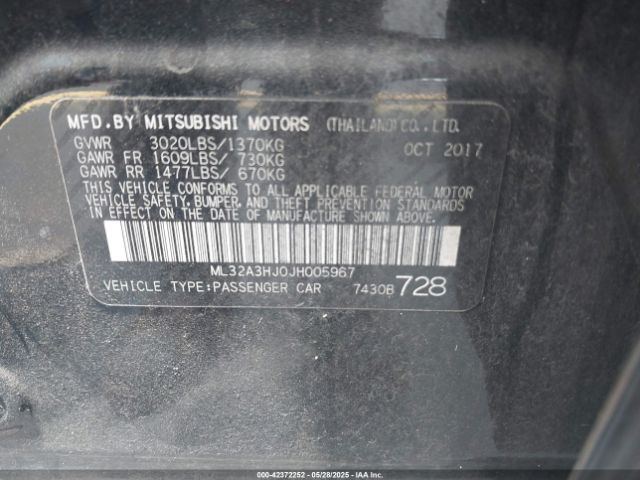 MFD. BY MITSUBISHI MOTORS (THAILAND) CO., LTD.
GVWR 3020LBS/1370KG OCT 2017
GAWR FR 1609LBS/ 730KG
GAWR RR 1477LBS/ 670KG
THIS VEHICLE CONFORMS TO ALL APPLICABLE FEDERAL MOTOR
VEHICLE SAFETY, BUMPER, AND THEFT PREVENTION STANDARDS
IN EFFECT ON THE DATE OF MANUFACTURE SHOWN ABOVE.
ML32A3HJ0JH005967
VEHICLE TYPE:PASSENGER CAR 7430B 728
000-42372252 | 05/28/2025 | IAAI.COM